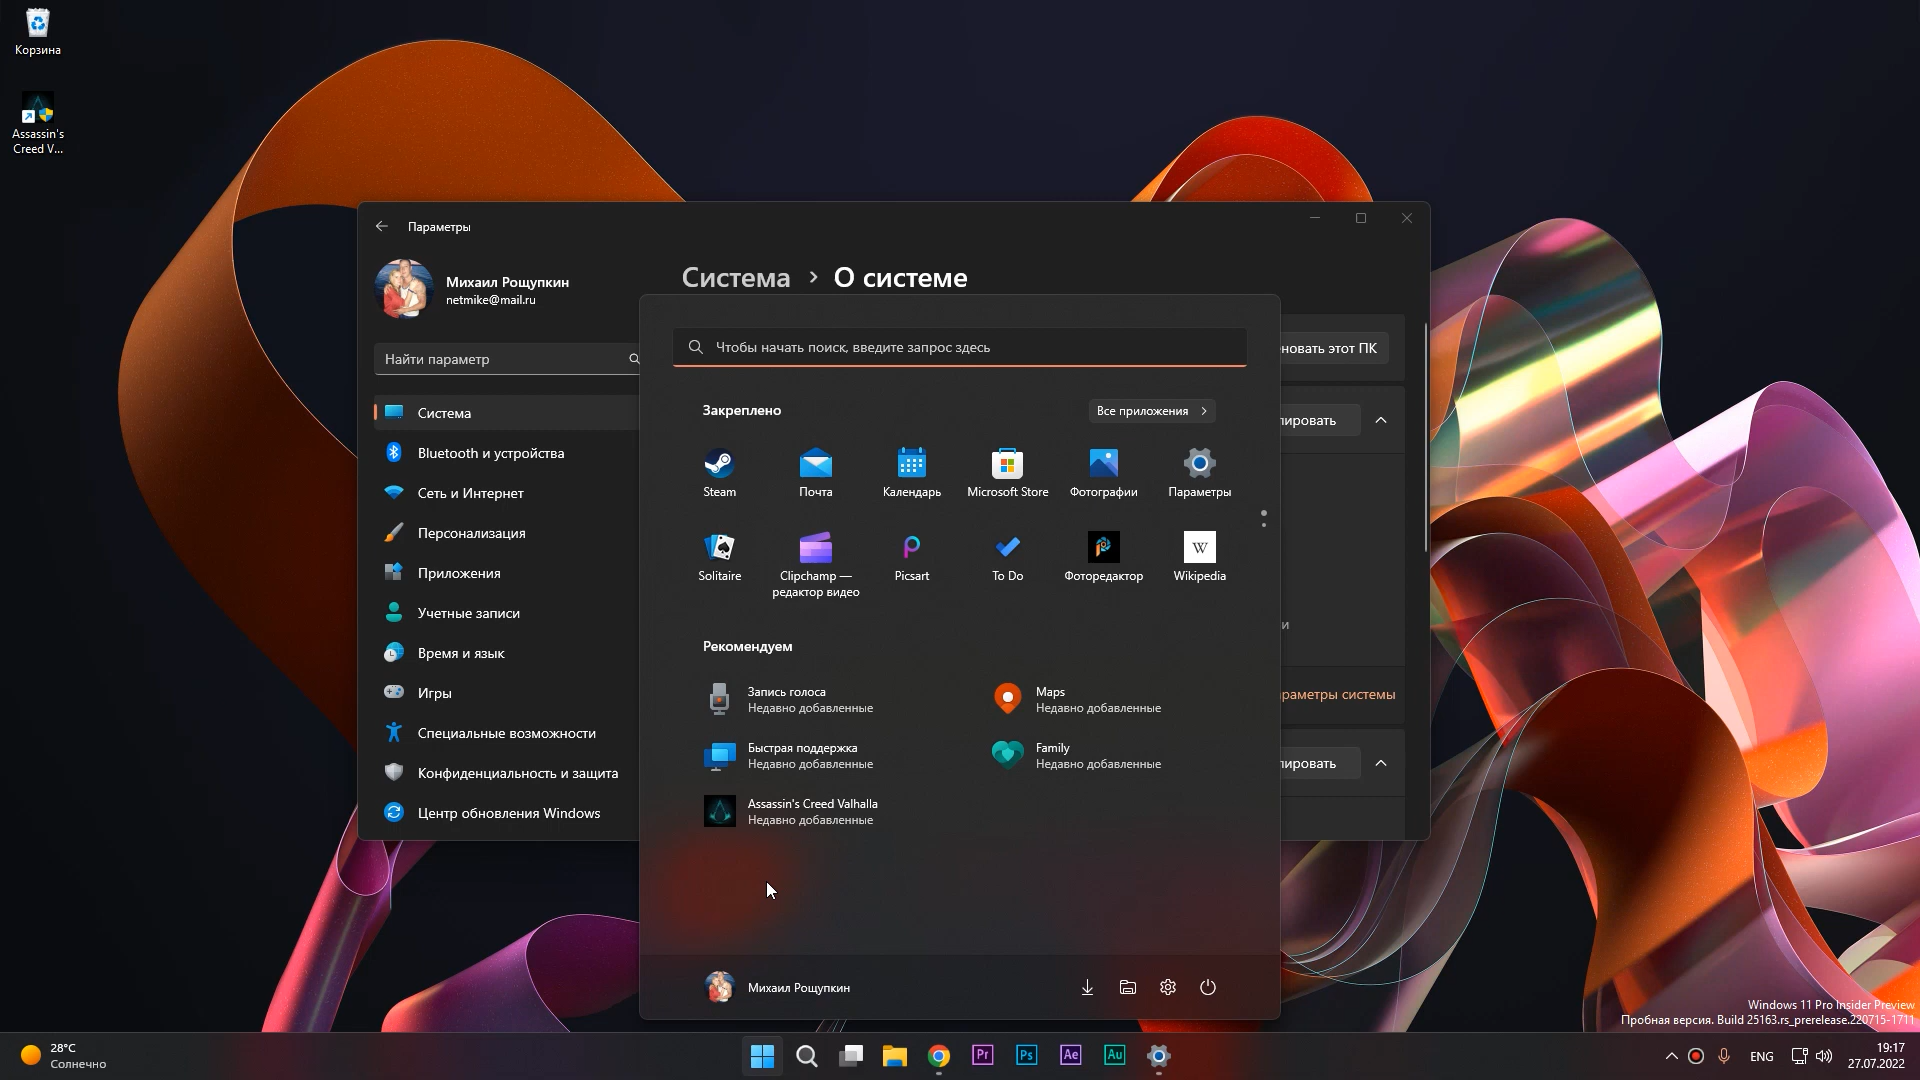 Корзина
Assassin's
Creed V...
Параметры
Михаил Рощупкин
netmike@mail.ru
Найти параметр
Система
Bluetooth и устройства
Сеть и Интернет
Персонализация
Приложения
Учетные записи
Время и язык
Игры
Специальные возможности
Конфиденциальность и защита
Центр обновления Windows
Система > О системе
новать этот ПК
лировать
и
раметры системы
лировать
Чтобы начать поиск, введите запрос здесь
Закреплено
Все приложения
Steam
Почта
Календарь
Microsoft Store
Фотографии
Параметры
Solitaire
Clipchamp —
редактор видео
Picsart
To Do
Фоторедактор
W
Wikipedia
Рекомендуем
Запись голоса
Недавно добавленные
Maps
Недавно добавленные
Быстрая поддержка
Недавно добавленные
Family
Недавно добавленные
Assassin's Creed Valhalla
Недавно добавленные
Михаил Рощупкин
Windows 11 Pro Insider Preview
Пробная версия. Build 25163.rs_prerelease.220715-1711
28°C
Солнечно
Pr
Ps
Ae
Au
ENG
19:17
27.07.2022